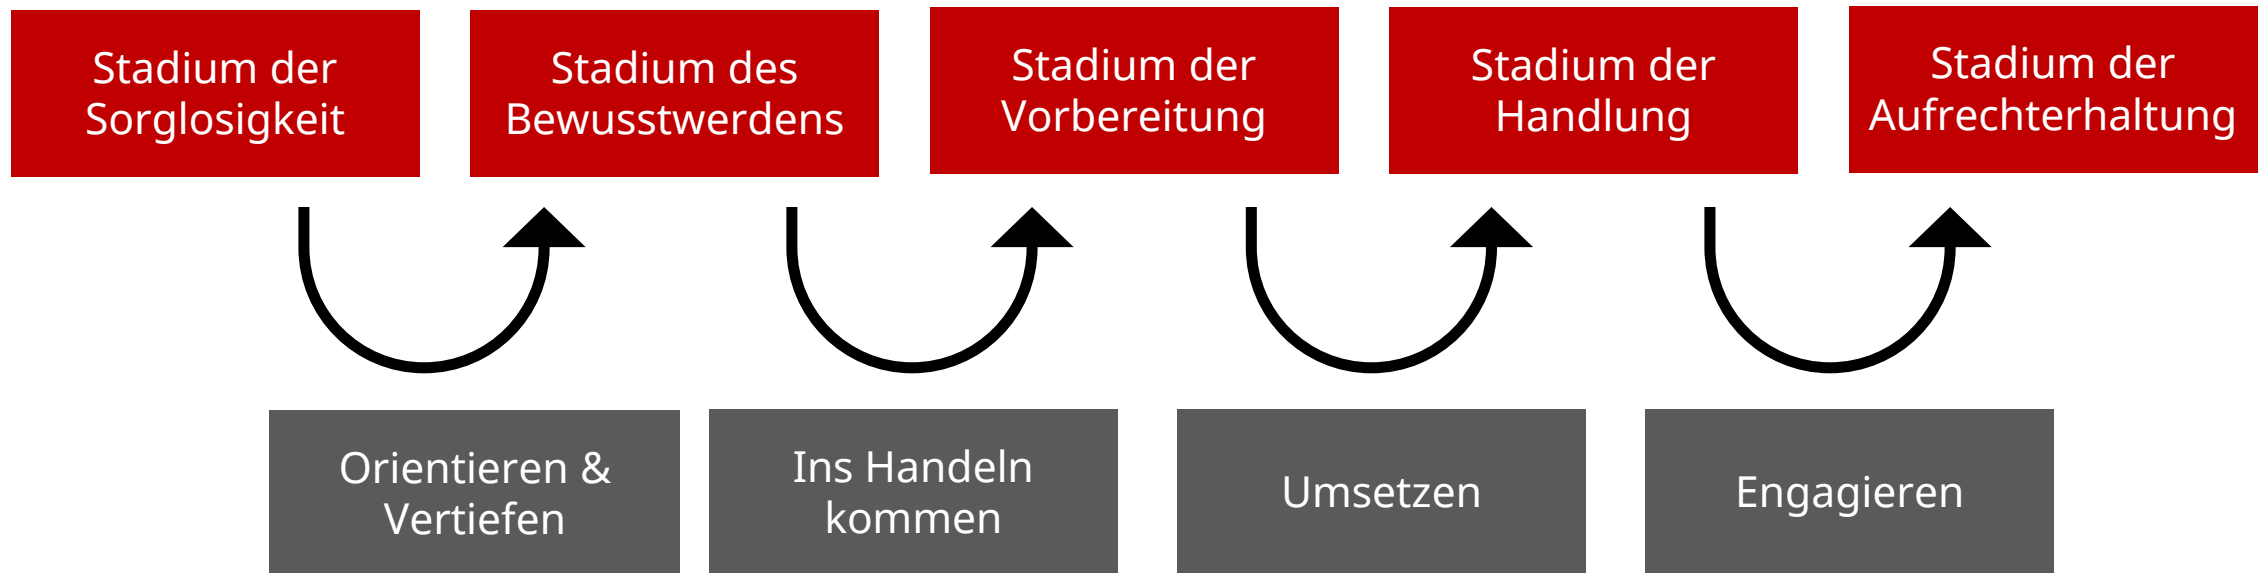 Stadium der
Sorglosigkeit
Stadium des
Bewusstwerdens
Stadium der
Vorbereitung
Stadium der
Handlung
Stadium der
Aufrechterhaltung
Orientieren &
Vertiefen
Ins Handeln
kommen
Umsetzen
Engagieren